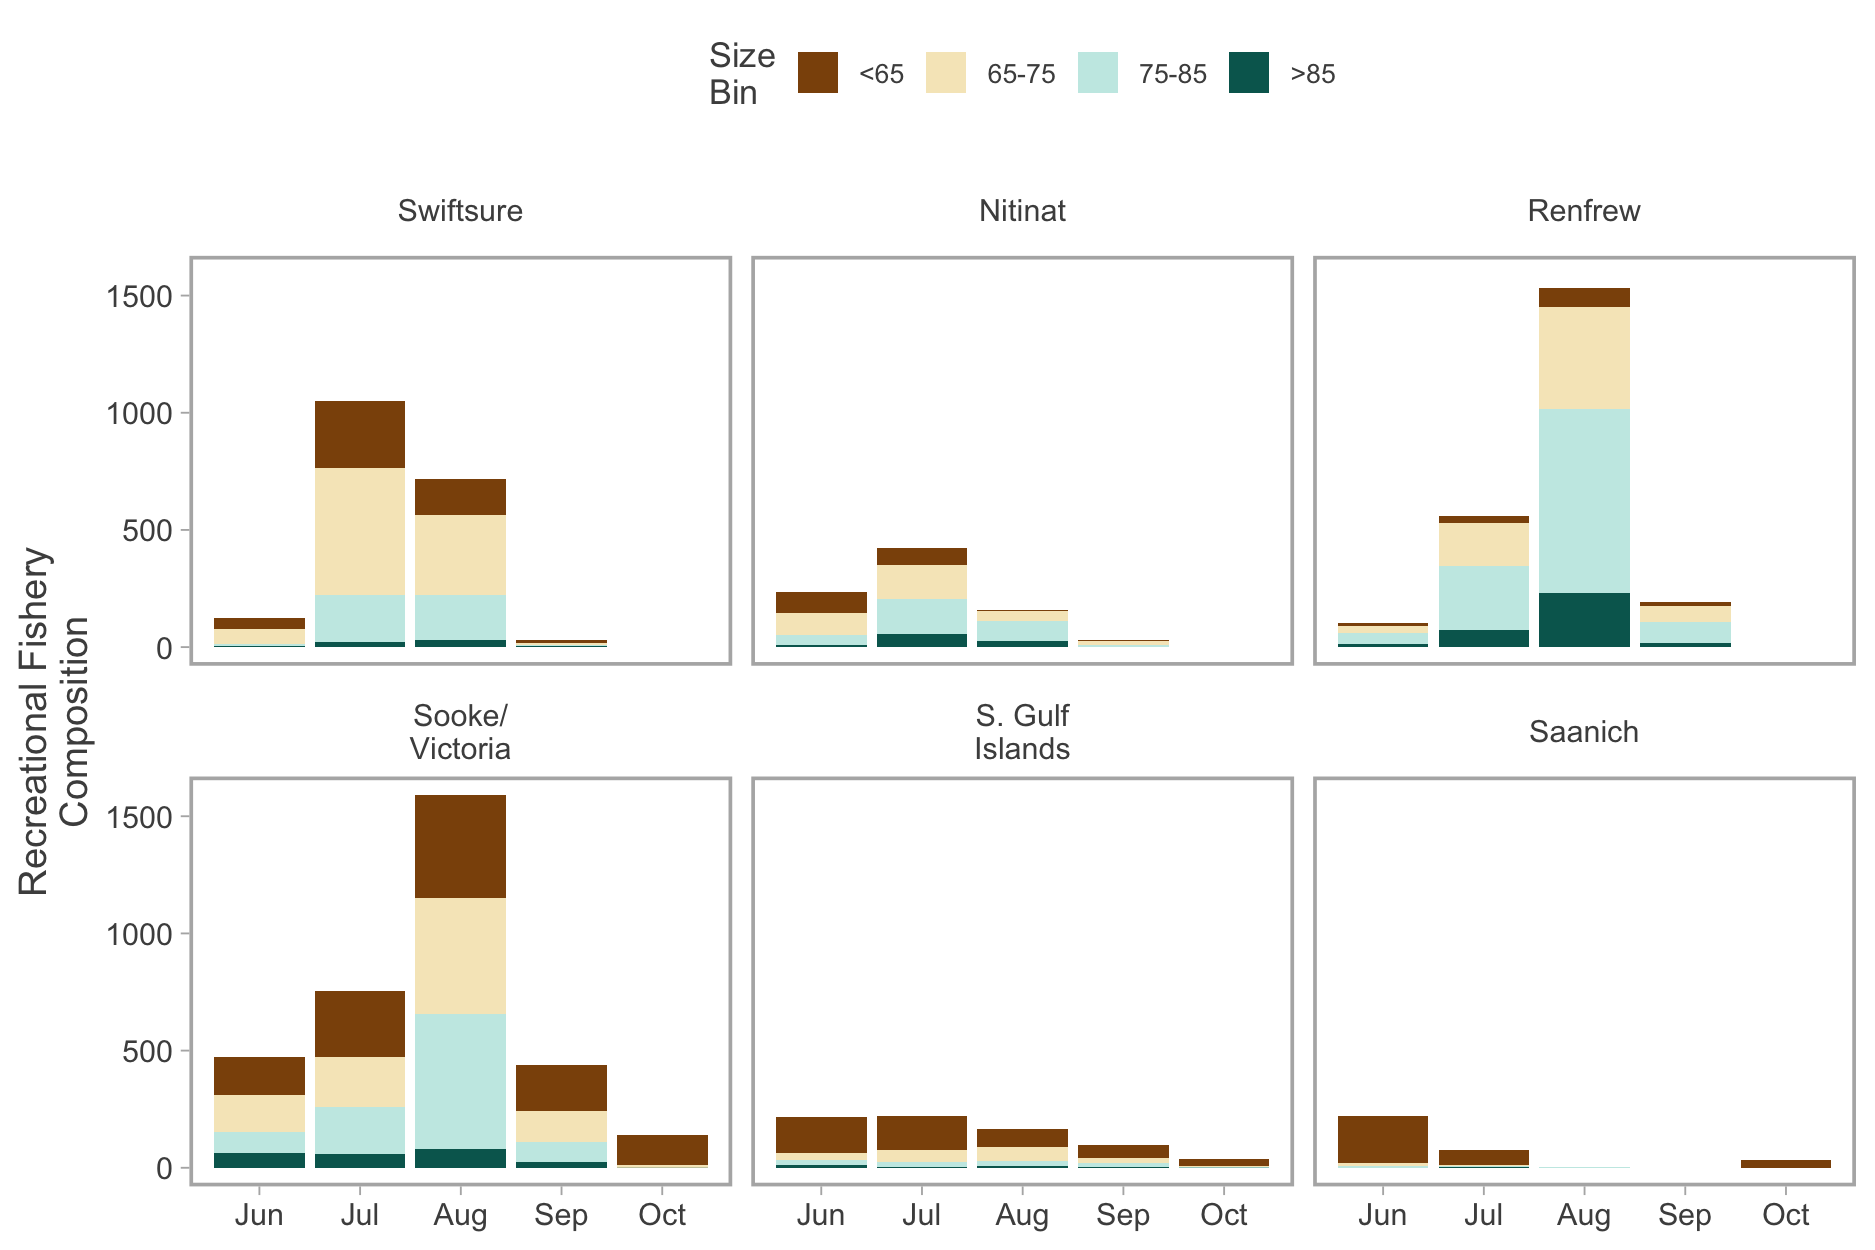 Size
Bin
<65
65-75
75-85
>85
Swiftsure
Nitinat
Renfrew
1500
1000
500
0
Recreational Fishery
Composition
Sooke/
Victoria
S. Gulf
Islands
Saanich
1500
1000
500
0
Jun Jul Aug Sep Oct
Jun Jul Aug Sep Oct
Jun Jul Aug Sep Oct